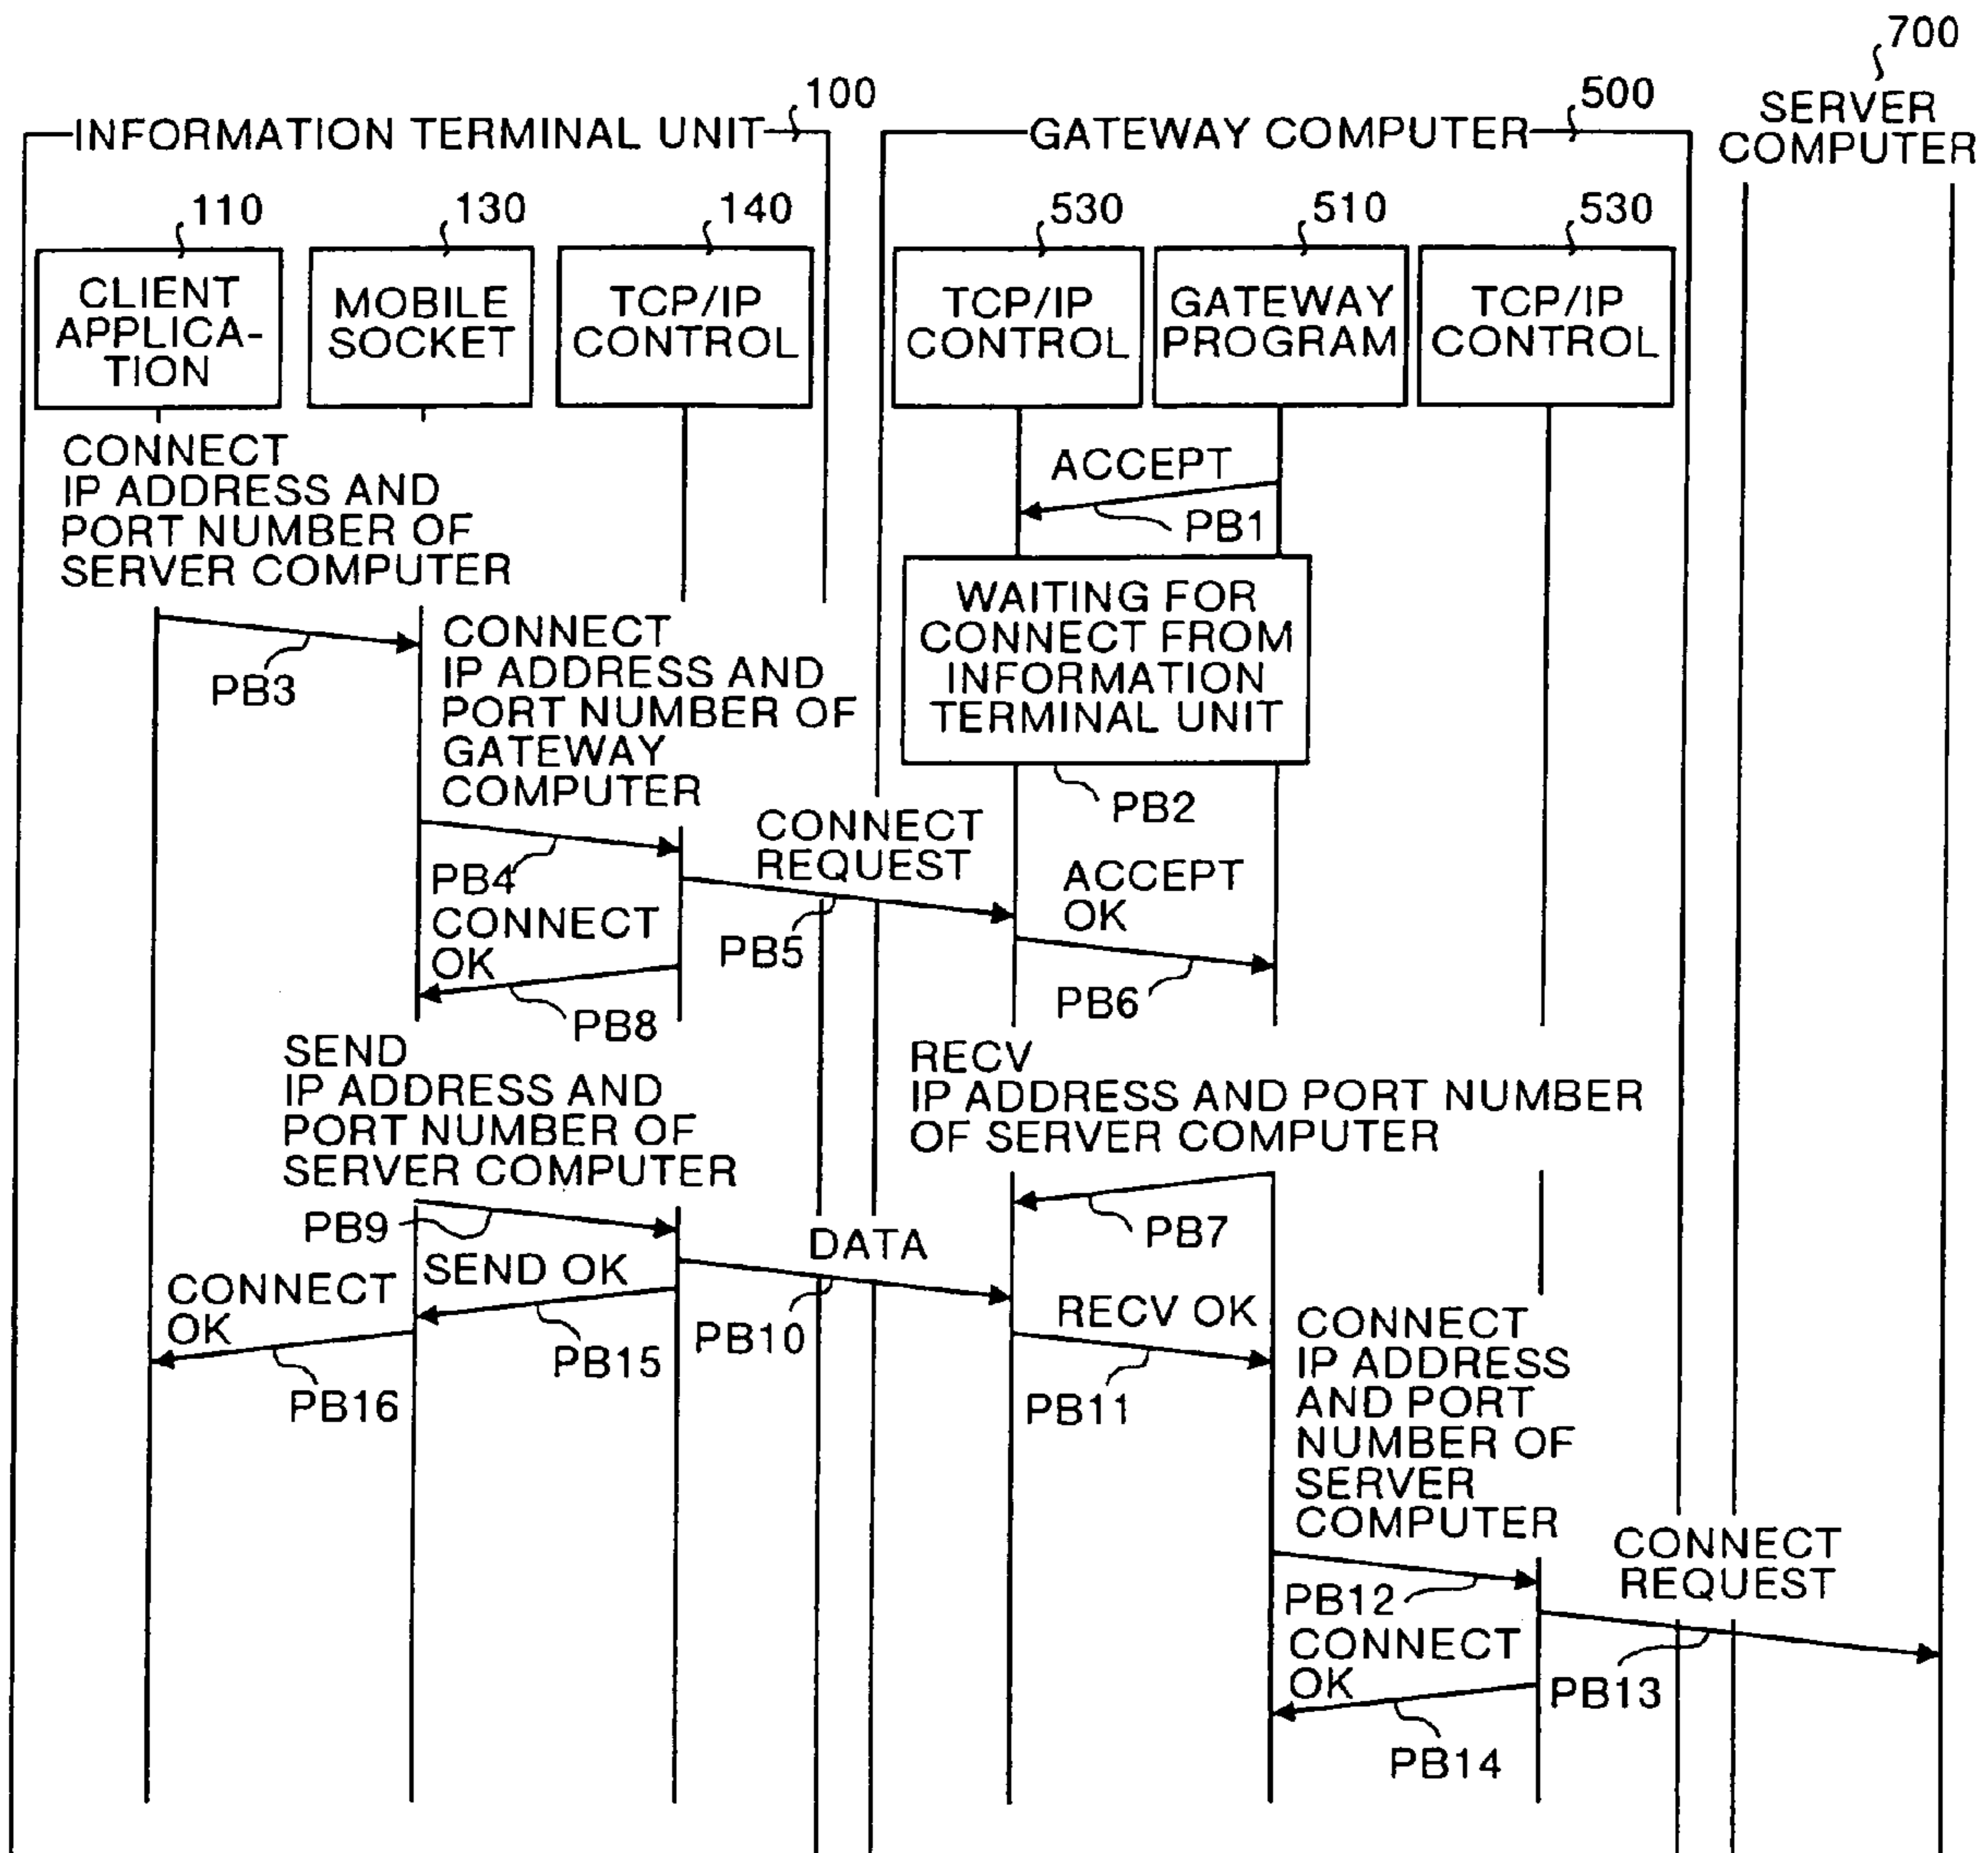 700
SERVER
COMPUTER
INFORMATION TERMINAL UNIT
100
GATEWAY COMPUTER
500
110
130
140
530
510
530
CLIENT
APPLICA-
TION
MOBILE
SOCKET
TCP/IP
CONTROL
TCP/IP
CONTROL
GATEWAY
PROGRAM
TCP/IP
CONTROL
CONNECT
IP ADDRESS AND
PORT NUMBER OF
SERVER COMPUTER
ACCEPT
PB1
WAITING FOR
CONNECT FROM
INFORMATION
TERMINAL UNIT
PB2
PB3
CONNECT
IP ADDRESS AND
PORT NUMBER OF
GATEWAY
COMPUTER
PB4
CONNECT
REQUEST
PB5
ACCEPT
OK
PB6
CONNECT
OK
PB8
SEND
IP ADDRESS AND
PORT NUMBER OF
SERVER COMPUTER
RECV
IP ADDRESS AND PORT NUMBER
OF SERVER COMPUTER
PB9
PB7
DATA
SEND OK
CONNECT
OK
PB10
PB15
PB16
RECV OK
PB11
CONNECT
IP ADDRESS
AND PORT
NUMBER OF
SERVER
COMPUTER
PB12
CONNECT
REQUEST
CONNECT
OK
PB13
PB14